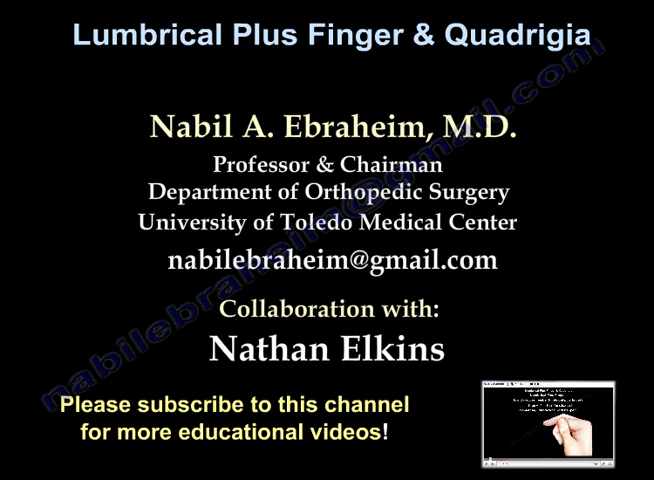 Lumbrical Plus Finger & Quadrigia
Nabil A. Ebraheim, M.D.
Professor & Chairman
Department of Orthopedic Surgery
University of Toledo Medical Center
nabilebraheim@gmail.com
nabilebraheim@gmail.com
Collaboration with:
Nathan Elkins
Please subscribe to this channel
for more educational videos!